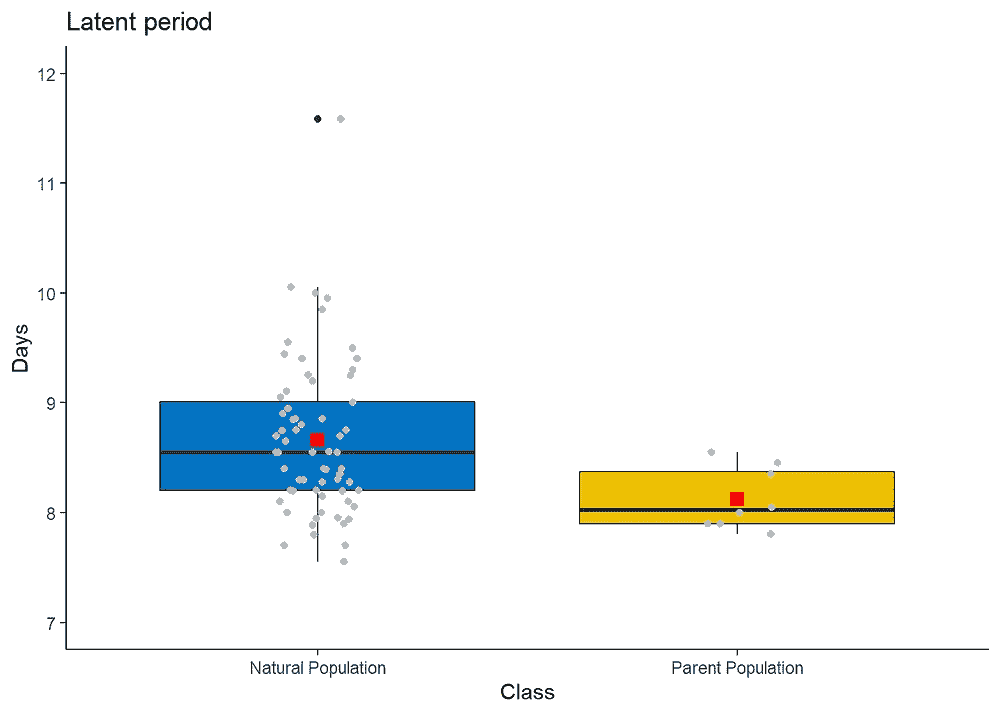 Latent period
12
11
10
9
8
7
Days
Natural Population
Parent Population
Class